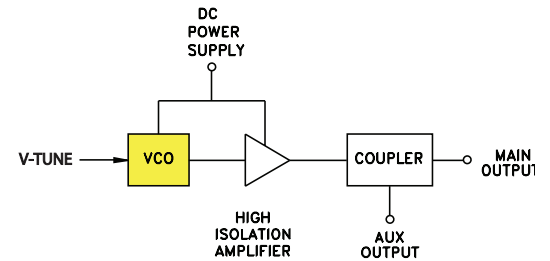 DC
POWER
SUPPLY
V-TUNE
VCO
COUPLER
MAIN
OUTPUT
HIGH
ISOLATION
AMPLIFIER
AUX
OUTPUT